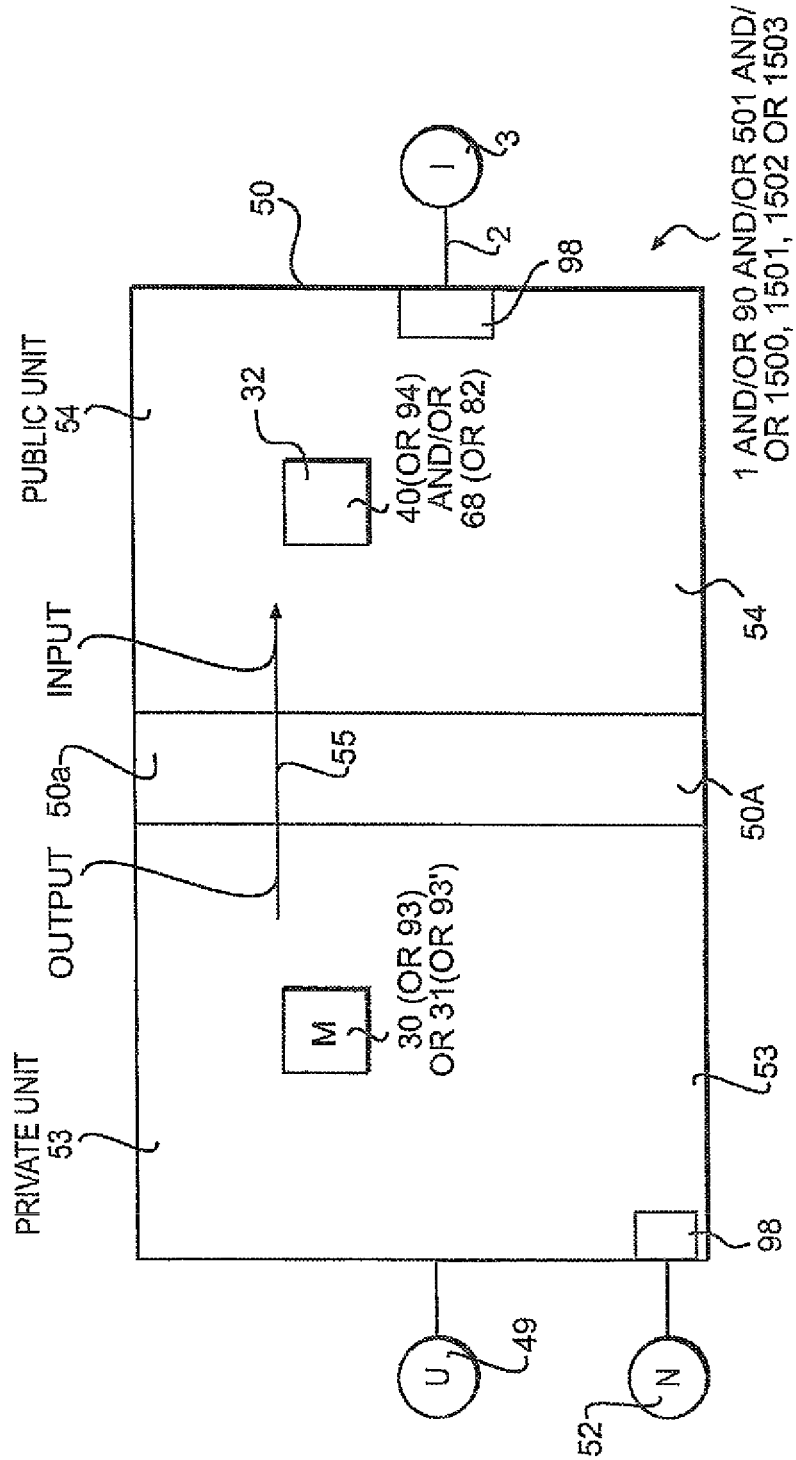 PRIVATE UNIT
53
OUTPUT
50a
INPUT
PUBLIC UNIT
54
50
32
M
55
30 (OR 93)
OR 31(OR 93')
40(OR 94)
AND/OR
68 (OR 82)
U
49
I
3
2
98
52
N
98
53
50A
54
1 AND/OR 90 AND/OR 501 AND/
OR 1500, 1501, 1502 OR 1503